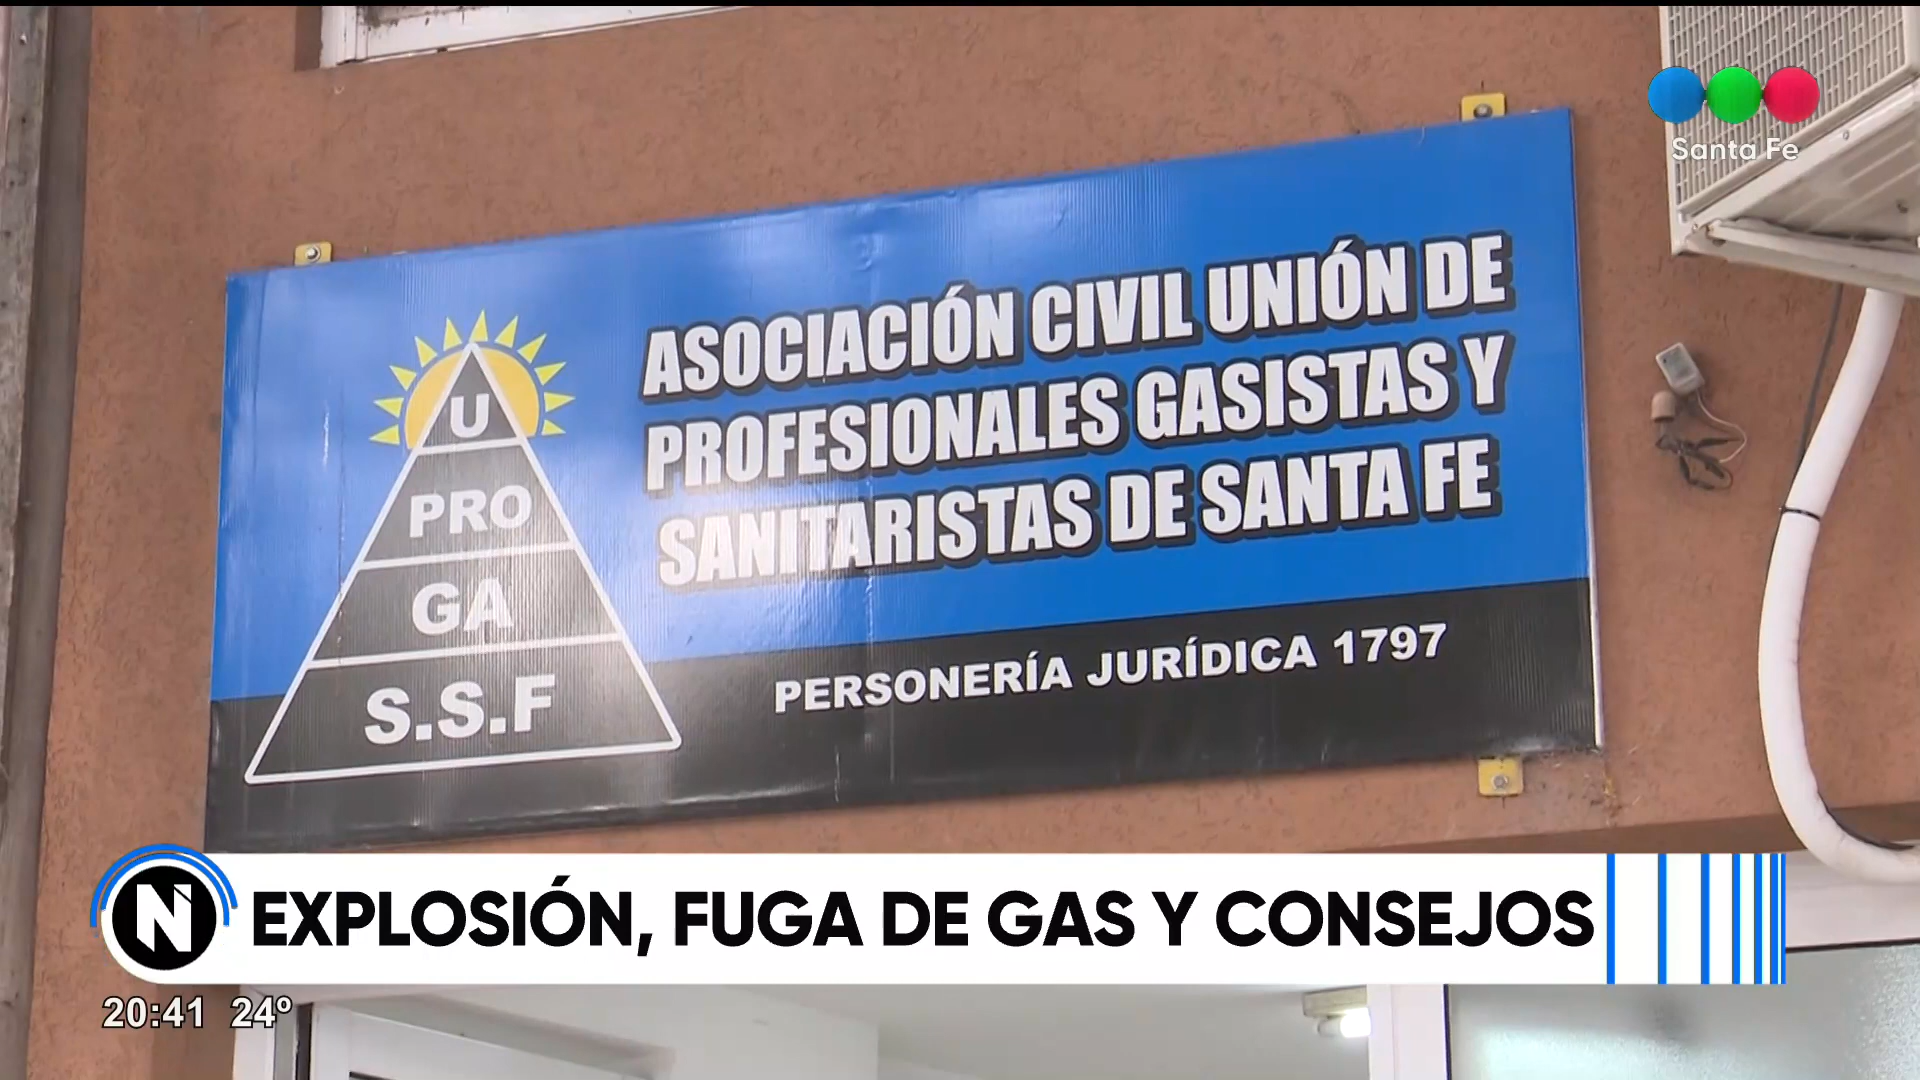 Santa Fe
ASOCIACIÓN CIVIL UNIÓN DE
PROFESIONALES GASISTAS Y
SANITARISTAS DE SANTA FE
PERSONERÍA JURÍDICA 1797
U
PRO
GA
S.S.F
N EXPLOSIÓN, FUGA DE GAS Y CONSEJOS
20:41 24º